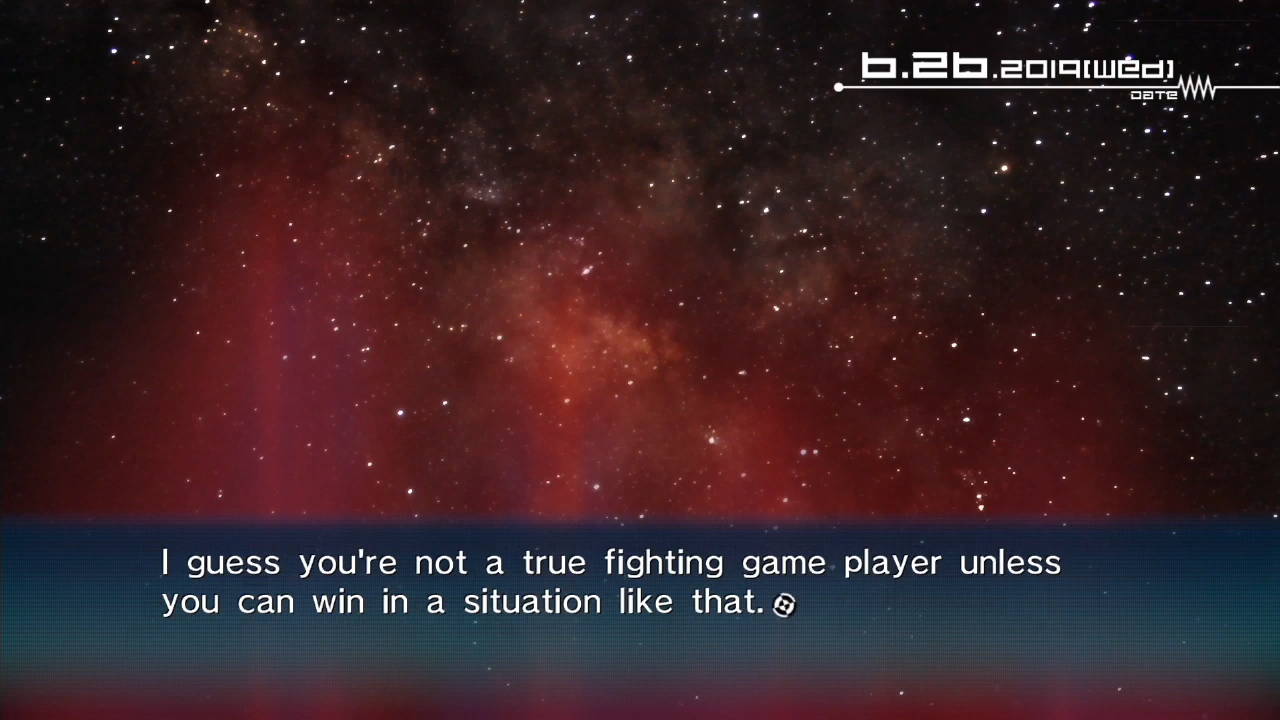 6.26.2019(Wed)
DATE
I guess you're not a true fighting game player unless
you can win in a situation like that.